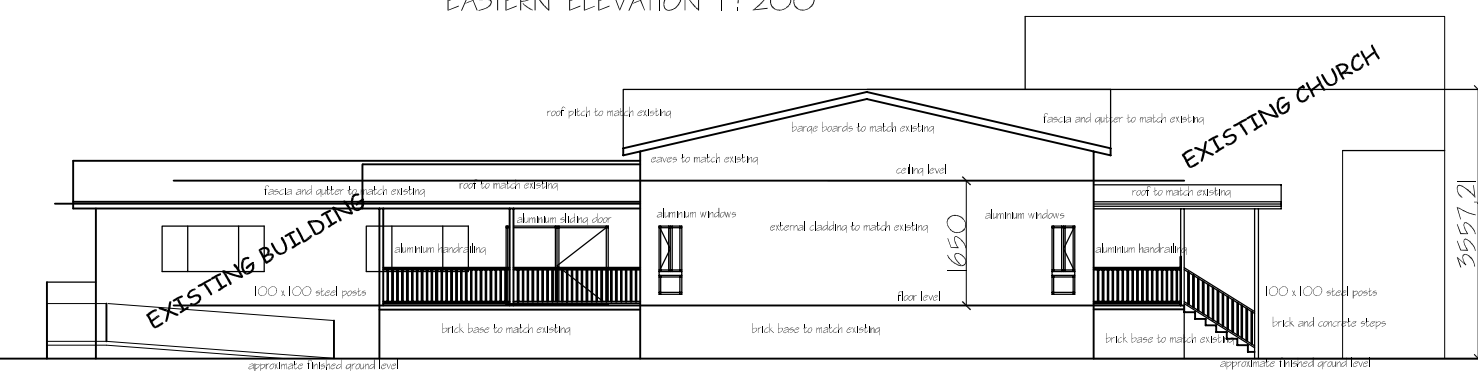 EASTERN ELEVATION 1 : 200
EXISTING CHURCH
roof pitch to match existing
barge boards to match existing
fascia and gutter to match existing
eaves to match existing
ceiling level
fascia and gutter to match existing
roof to match existing
roof to match existing
EXISTING BUILDING
aluminium sliding door
aluminium windows
external cladding to match existing
1650
aluminium windows
3557.21
aluminium handrailing
aluminium handrailing
100 x 100 steel posts
floor level
100 x 100 steel posts
brick base to match existing
brick base to match existing
brick and concrete steps
brick base to match existing
approximate finished ground level
approximate finished ground level